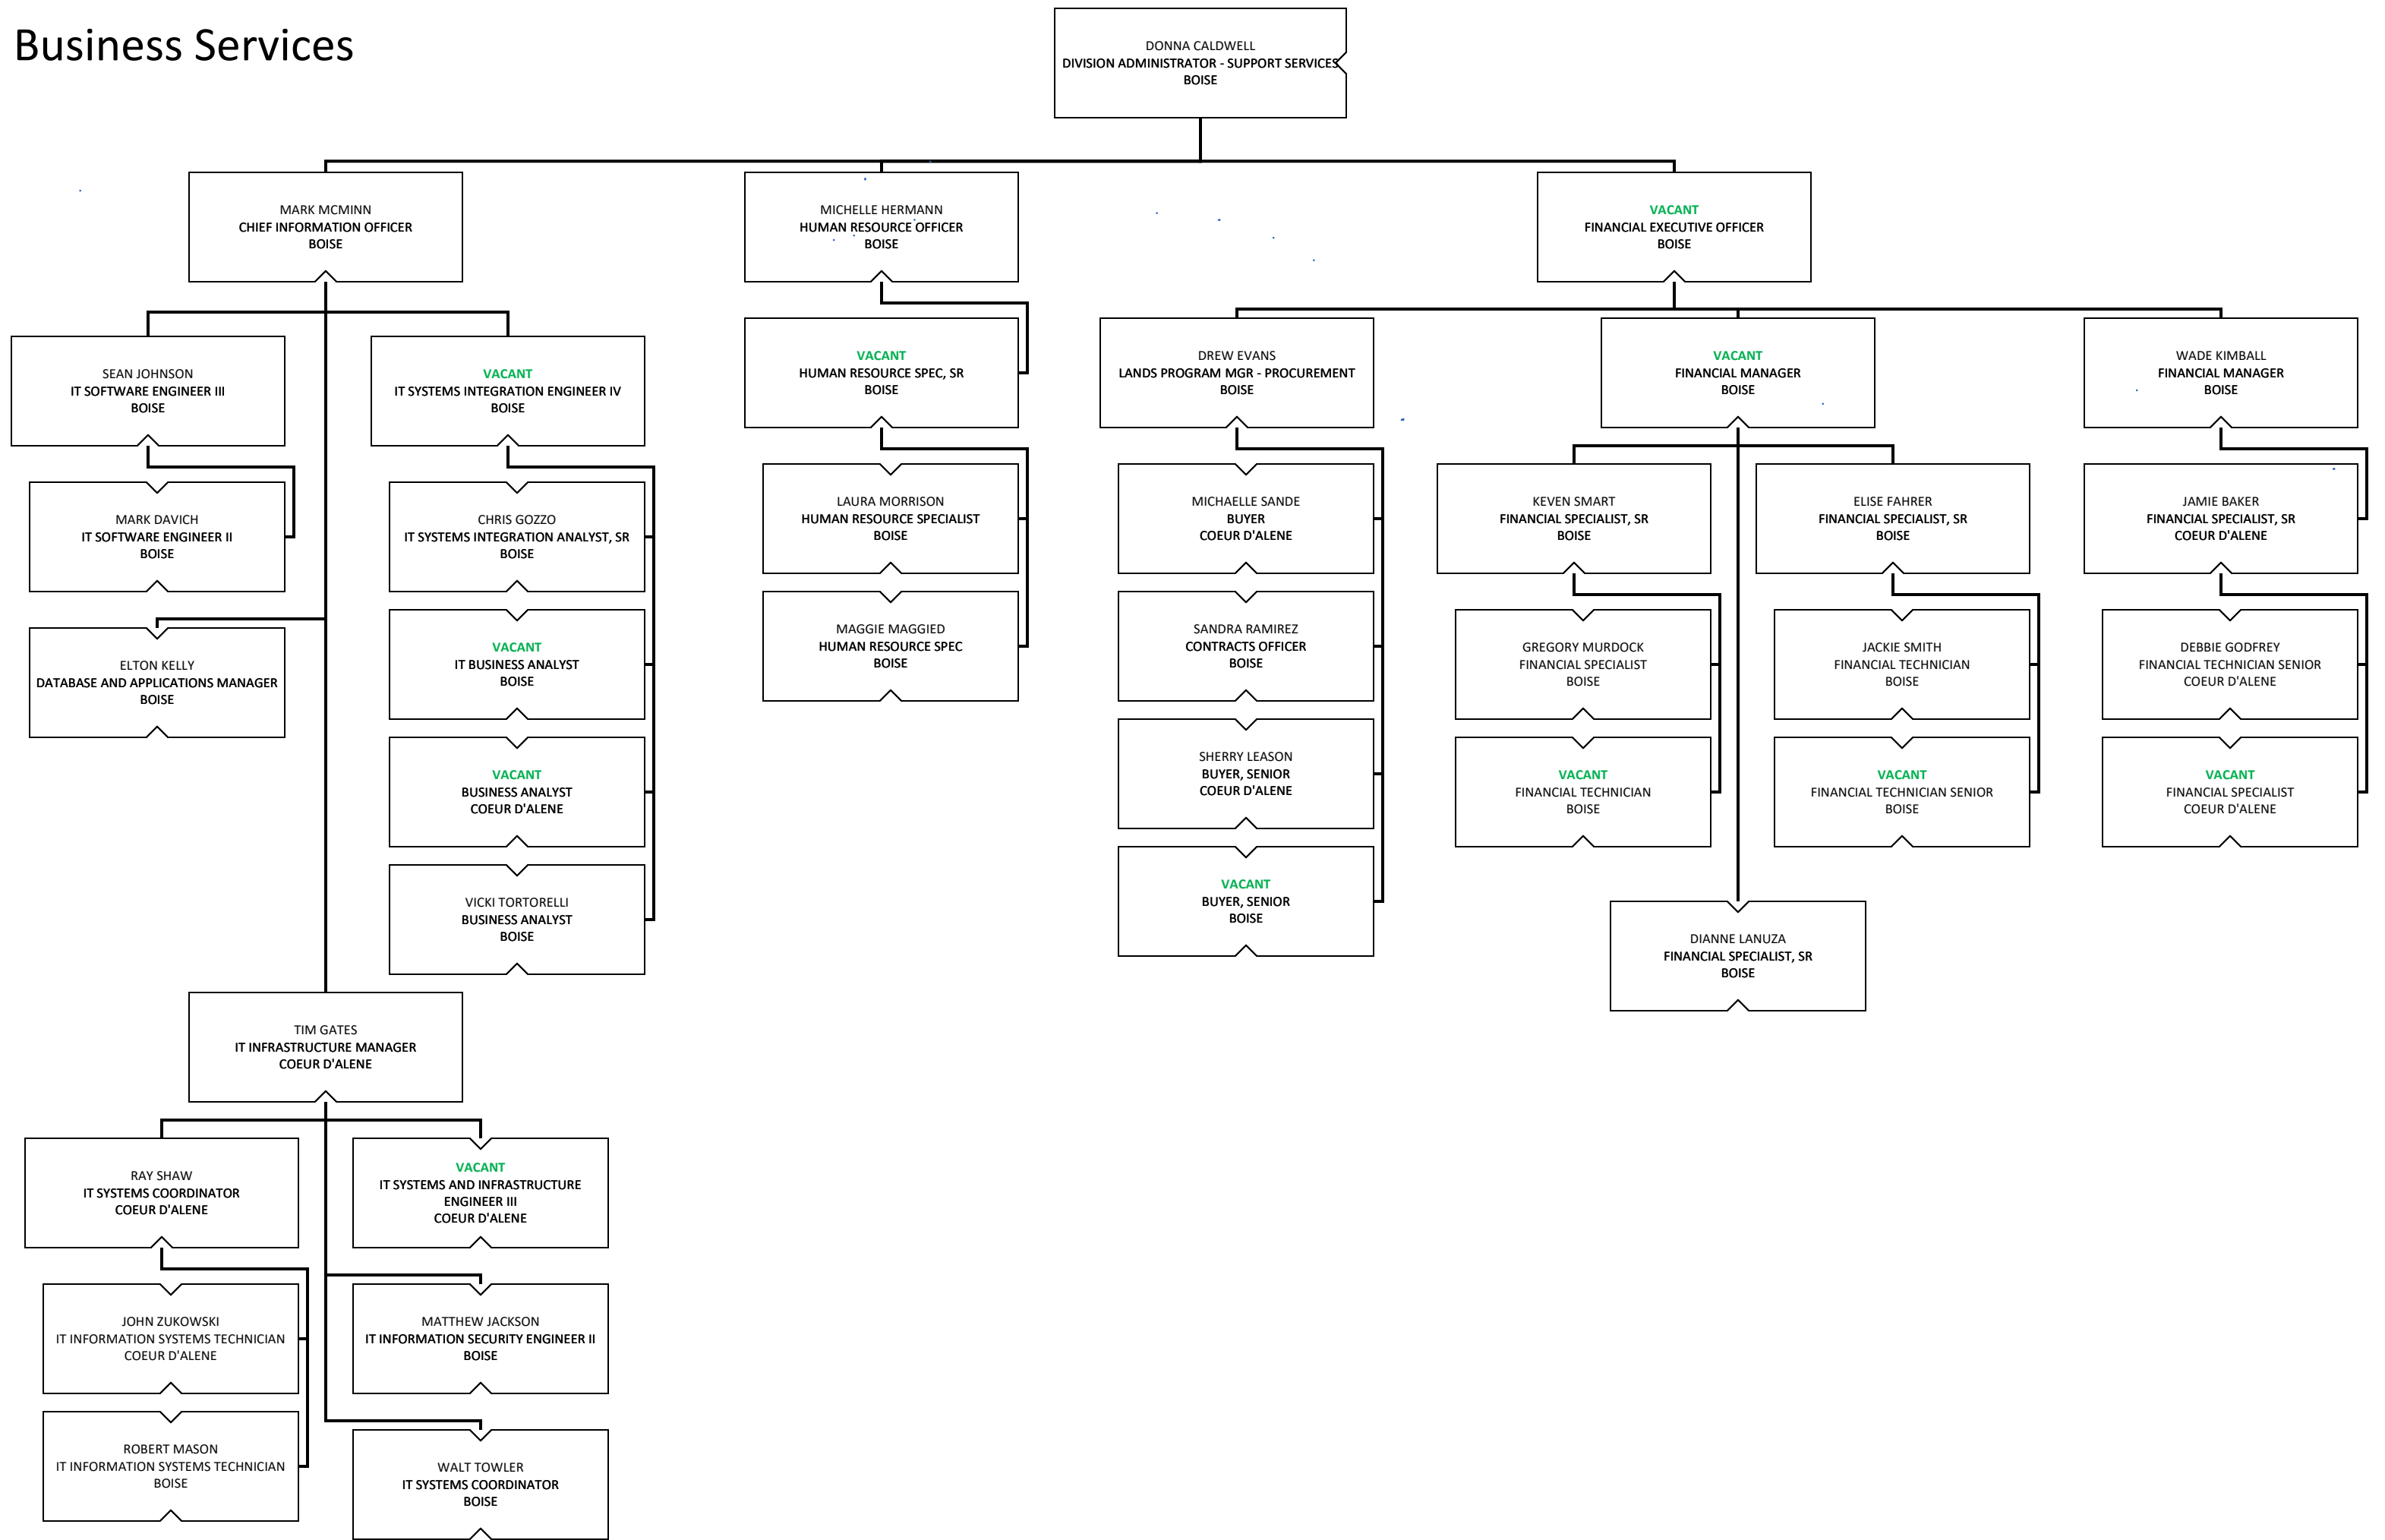 Business Services
DONNA CALDWELL
DIVISION ADMINISTRATOR - SUPPORT SERVICES
BOISE
MARK MCMINN
CHIEF INFORMATION OFFICER
BOISE
MICHELLE HERMANN
HUMAN RESOURCE OFFICER
BOISE
VACANT
FINANCIAL EXECUTIVE OFFICER
BOISE
SEAN JOHNSON
IT SOFTWARE ENGINEER III
BOISE
VACANT
IT SYSTEMS INTEGRATION ENGINEER IV
BOISE
VACANT
HUMAN RESOURCE SPEC, SR
BOISE
DREW EVANS
LANDS PROGRAM MGR - PROCUREMENT
BOISE
VACANT
FINANCIAL MANAGER
BOISE
WADE KIMBALL
FINANCIAL MANAGER
BOISE
MARK DAVICH
IT SOFTWARE ENGINEER II
BOISE
CHRIS GOZZO
IT SYSTEMS INTEGRATION ANALYST, SR
BOISE
LAURA MORRISON
HUMAN RESOURCE SPECIALIST
BOISE
MICHAELLE SANDE
BUYER
COEUR D'ALENE
KEVEN SMART
FINANCIAL SPECIALIST, SR
BOISE
ELISE FAHRER
FINANCIAL SPECIALIST, SR
BOISE
JAMIE BAKER
FINANCIAL SPECIALIST, SR
COEUR D'ALENE
ELTON KELLY
DATABASE AND APPLICATIONS MANAGER
BOISE
VACANT
IT BUSINESS ANALYST
BOISE
MAGGIE MAGGIED
HUMAN RESOURCE SPEC
BOISE
SANDRA RAMIREZ
CONTRACTS OFFICER
BOISE
GREGORY MURDOCK
FINANCIAL SPECIALIST
BOISE
JACKIE SMITH
FINANCIAL TECHNICIAN
BOISE
DEBBIE GODFREY
FINANCIAL TECHNICIAN SENIOR
COEUR D'ALENE
VACANT
BUSINESS ANALYST
COEUR D'ALENE
SHERRY LEASON
BUYER, SENIOR
COEUR D'ALENE
VACANT
FINANCIAL TECHNICIAN
BOISE
VACANT
FINANCIAL TECHNICIAN SENIOR
BOISE
VACANT
FINANCIAL SPECIALIST
COEUR D'ALENE
VICKI TORTORELLI
BUSINESS ANALYST
BOISE
VACANT
BUYER, SENIOR
BOISE
DIANNE LANUZA
FINANCIAL SPECIALIST, SR
BOISE
TIM GATES
IT INFRASTRUCTURE MANAGER
COEUR D'ALENE
RAY SHAW
IT SYSTEMS COORDINATOR
COEUR D'ALENE
VACANT
IT SYSTEMS AND INFRASTRUCTURE
ENGINEER III
COEUR D'ALENE
JOHN ZUKOWSKI
IT INFORMATION SYSTEMS TECHNICIAN
COEUR D'ALENE
MATTHEW JACKSON
IT INFORMATION SECURITY ENGINEER II
BOISE
ROBERT MASON
IT INFORMATION SYSTEMS TECHNICIAN
BOISE
WALT TOWLER
IT SYSTEMS COORDINATOR
BOISE